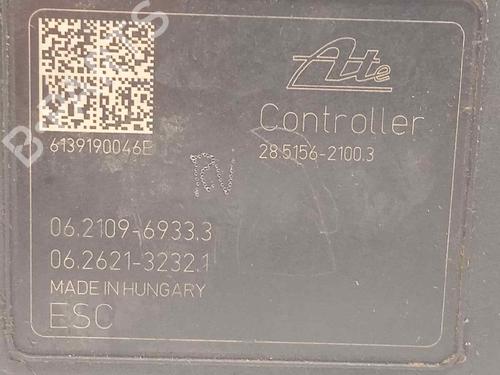 Ate
Controller
6139190046E
28.5156-2100.3
10V
06.2109-6933.3
06.2621-3232.1
MADE IN HUNGARY
ESC